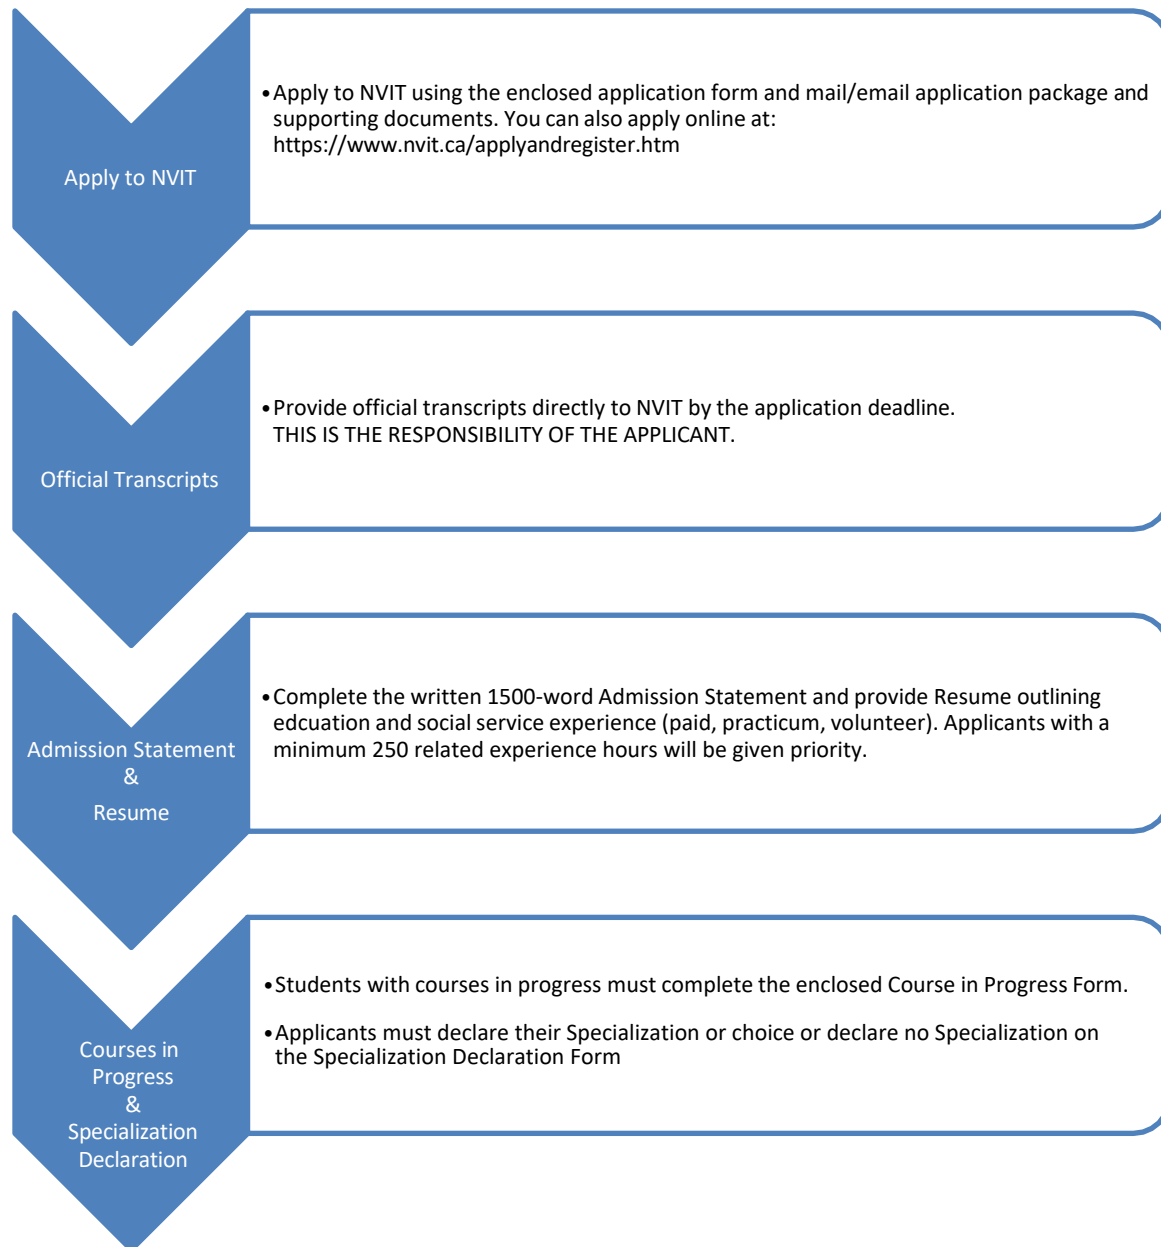 Apply to NVIT
•Apply to NVIT using the enclosed application form and mail/email application package and
supporting documents. You can also apply online at:
https://www.nvit.ca/applyandregister.htm
Official Transcripts
•Provide official transcripts directly to NVIT by the application deadline.
THIS IS THE RESPONSIBILITY OF THE APPLICANT.
Admission Statement
&
Resume
•Complete the written 1500-word Admission Statement and provide Resume outlining
edcuation and social service experience (paid, practicum, volunteer). Applicants with a
minimum 250 related experience hours will be given priority.
Courses in
Progress
&
Specialization
Declaration
•Students with courses in progress must complete the enclosed Course in Progress Form.
•Applicants must declare their Specialization or choice or declare no Specialization on
the Specialization Declaration Form